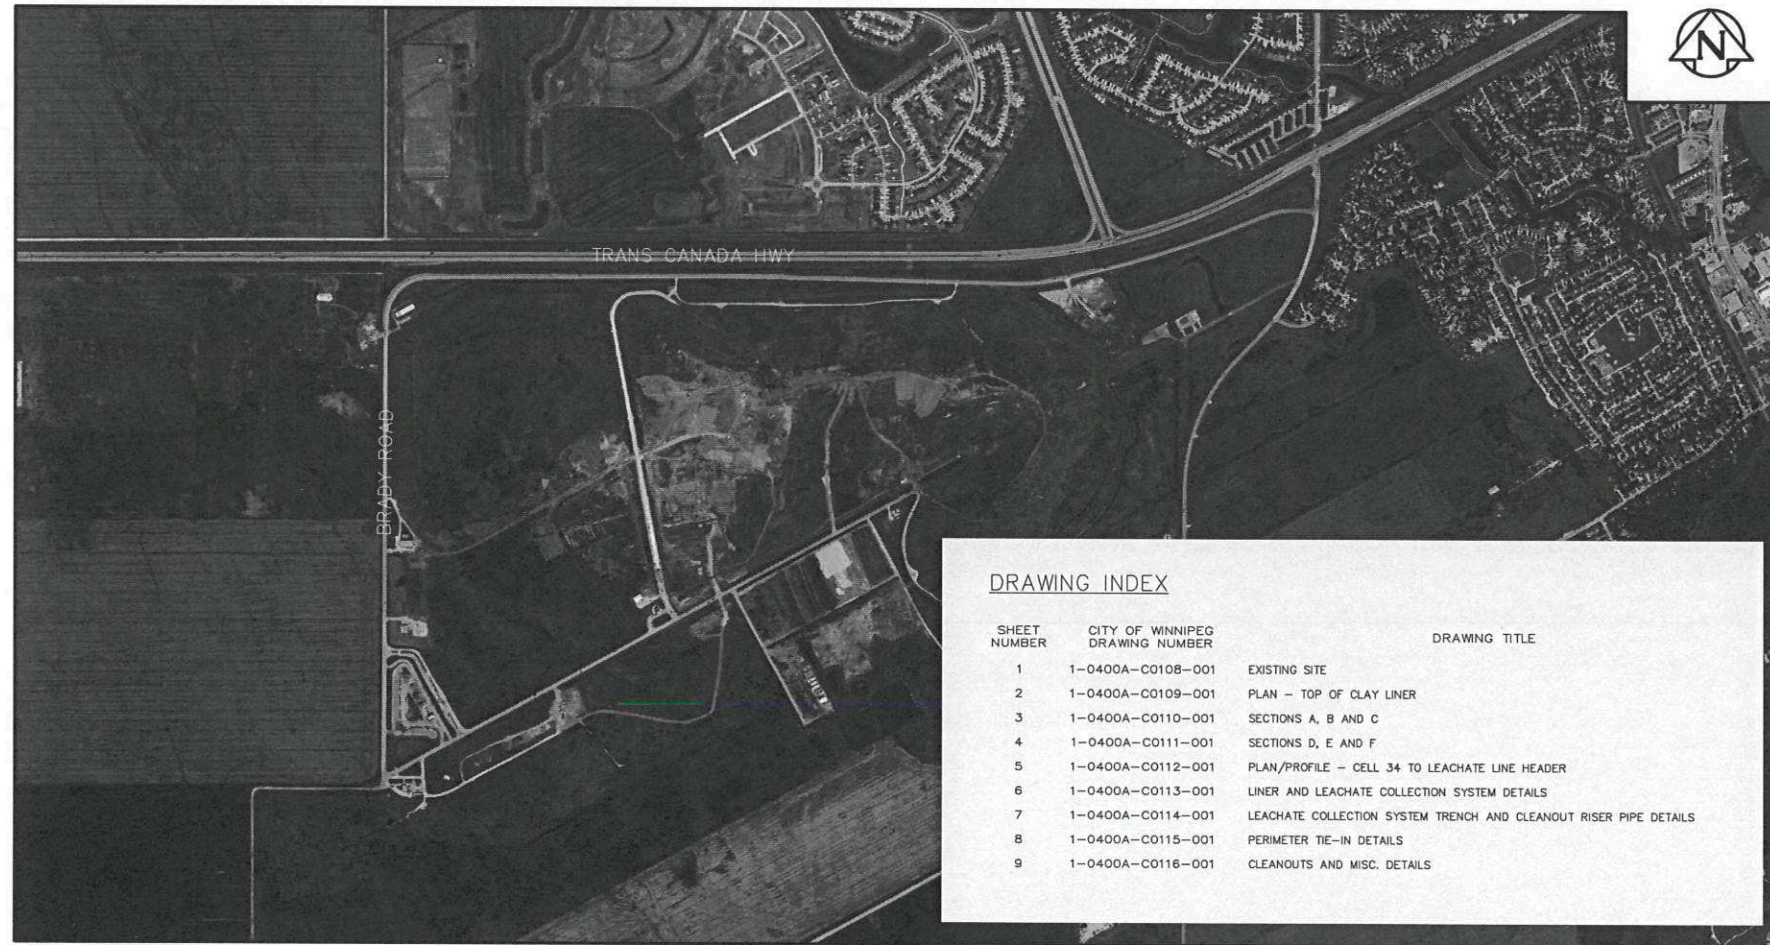 N
TRANS CANADA HWY
BRADY ROAD
DRAWING INDEX
SHEET NUMBER CITY OF WINNIPEG DRAWING NUMBER DRAWING TITLE
1 1-0400A-C0108-001 EXISTING SITE
2 1-0400A-C0109-001 PLAN - TOP OF CLAY LINER
3 1-0400A-C0110-001 SECTIONS A, B AND C
4 1-0400A-C0111-001 SECTIONS D, E AND F
5 1-0400A-C0112-001 PLAN/PROFILE - CELL 34 TO LEACHATE LINE HEADER
6 1-0400A-C0113-001 LINER AND LEACHATE COLLECTION SYSTEM DETAILS
7 1-0400A-C0114-001 LEACHATE COLLECTION SYSTEM TRENCH AND CLEANOUT RISER PIPE DETAILS
8 1-0400A-C0115-001 PERIMETER TIE-IN DETAILS
9 1-0400A-C0116-001 CLEANOUTS AND MISC. DETAILS